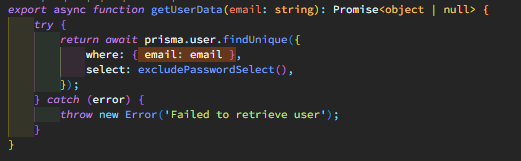 export async function getUserData(email: string): Promise<object | null> {
    try {
        return await prisma.user.findUnique({
            where: { email: email },
            select: excludePasswordSelect(),
        });
    } catch (error) {
        throw new Error('Failed to retrieve user');
    }
}